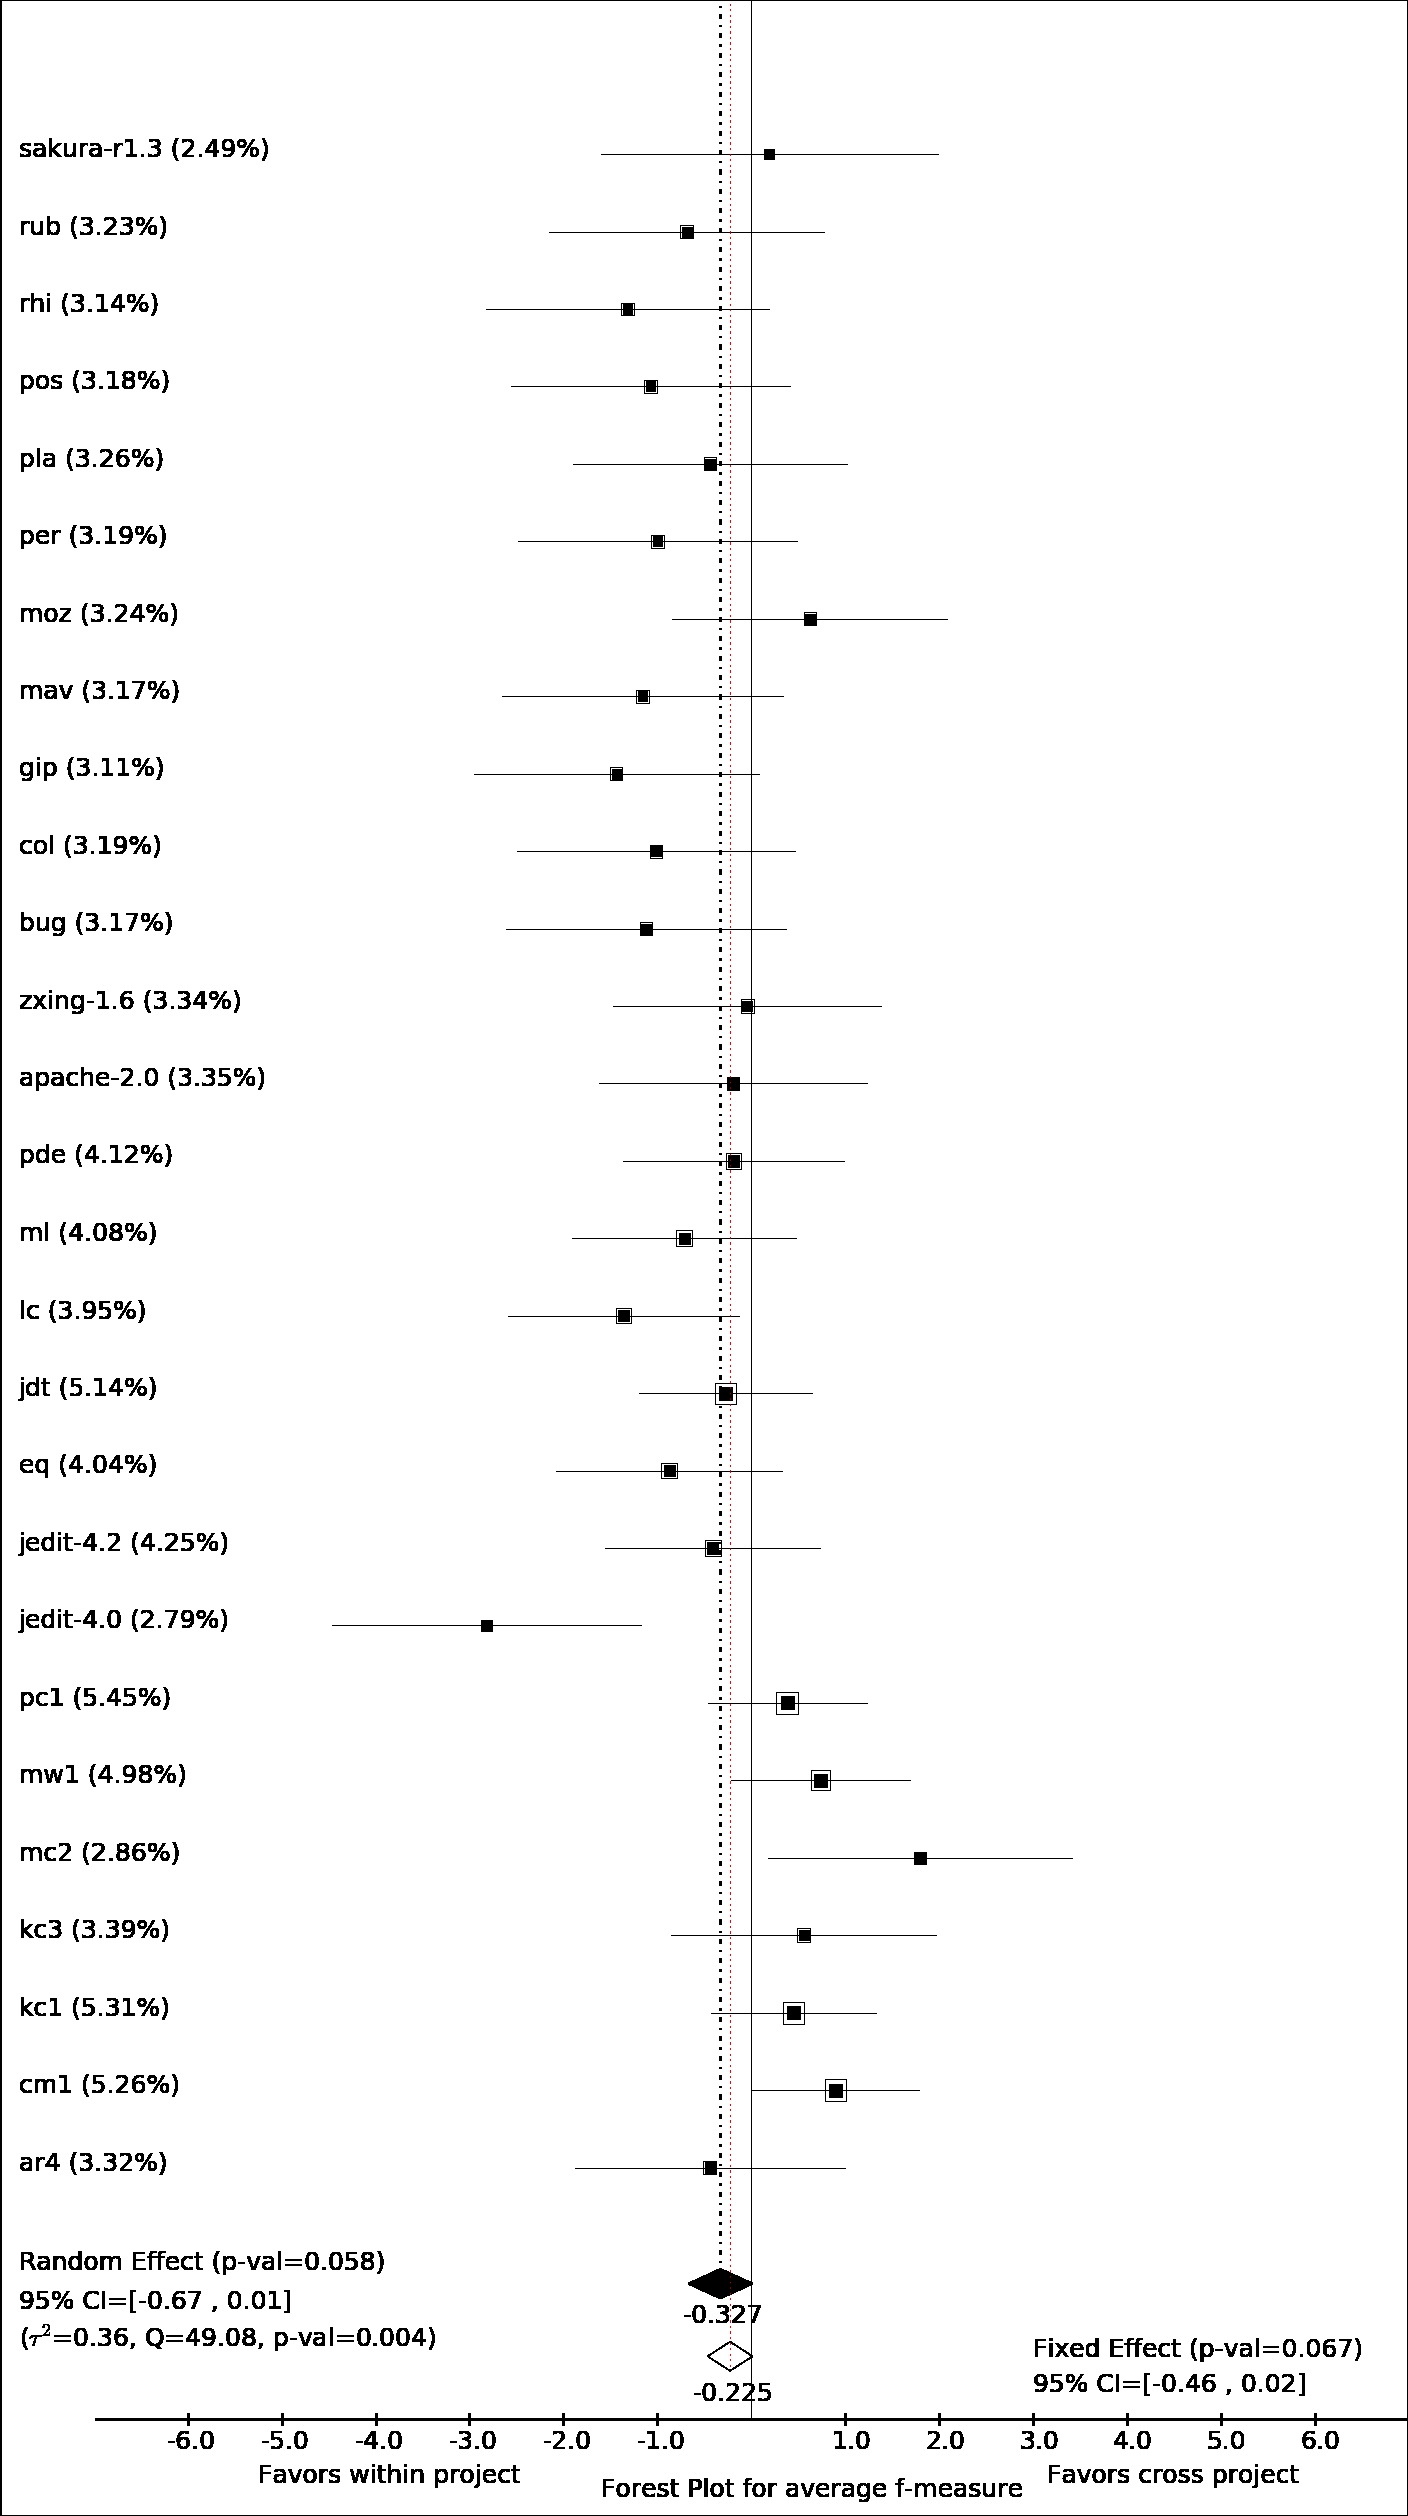 sakura-r1.3 (2.49%)
rub (3.23%)
rhi (3.14%)
pos (3.18%)
pla (3.26%)
per (3.19%)
moz (3.24%)
mav (3.17%)
gip (3.11%)
col (3.19%)
bug (3.17%)
zxing-1.6 (3.34%)
apache-2.0 (3.35%)
pde (4.12%)
ml (4.08%)
lc (3.95%)
jdt (5.14%)
eq (4.04%)
jedit-4.2 (4.25%)
jedit-4.0 (2.79%)
pc1 (5.45%)
mw1 (4.98%)
mc2 (2.86%)
kc3 (3.39%)
kc1 (5.31%)
cm1 (5.26%)
ar4 (3.32%)
Random Effect (p-val=0.058)
95% CI=[-0.67 , 0.01]
(τ²=0.36, Q=49.08, p-val=0.004)
-0.327
Fixed Effect (p-val=0.067)
95% CI=[-0.46 , 0.02]
-0.225
-6.0 -5.0 -4.0 -3.0 -2.0 -1.0 1.0 2.0 3.0 4.0 5.0 6.0
Favors within project
Forest Plot for average f-measure
Favors cross project